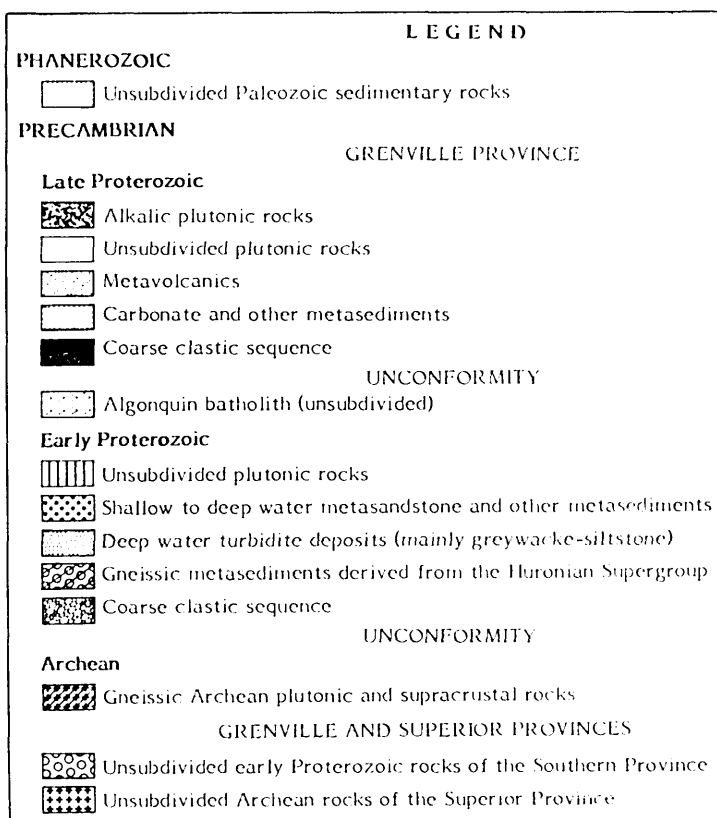 LEGEND
PHANEROZOIC
Unsubdivided Paleozoic sedimentary rocks
PRECAMBRIAN
GRENVILLE PROVINCE
Late Proterozoic
Alkalic plutonic rocks
Unsubdivided plutonic rocks
Metavolcanics
Carbonate and other metasediments
Coarse clastic sequence
UNCONFORMITY
Algonquin batholith (unsubdivided)
Early Proterozoic
Unsubdivided plutonic rocks
Shallow to deep water metasandstone and other metasediments
Deep water turbidite deposits (mainly greywacke-siltstone)
Gneissic metasediments derived from the Huronian Supergroup
Coarse clastic sequence
UNCONFORMITY
Archean
Gneissic Archean plutonic and supracrustal rocks
GRENVILLE AND SUPERIOR PROVINCES
Unsubdivided early Proterozoic rocks of the Southern Province
Unsubdivided Archean rocks of the Superior Province